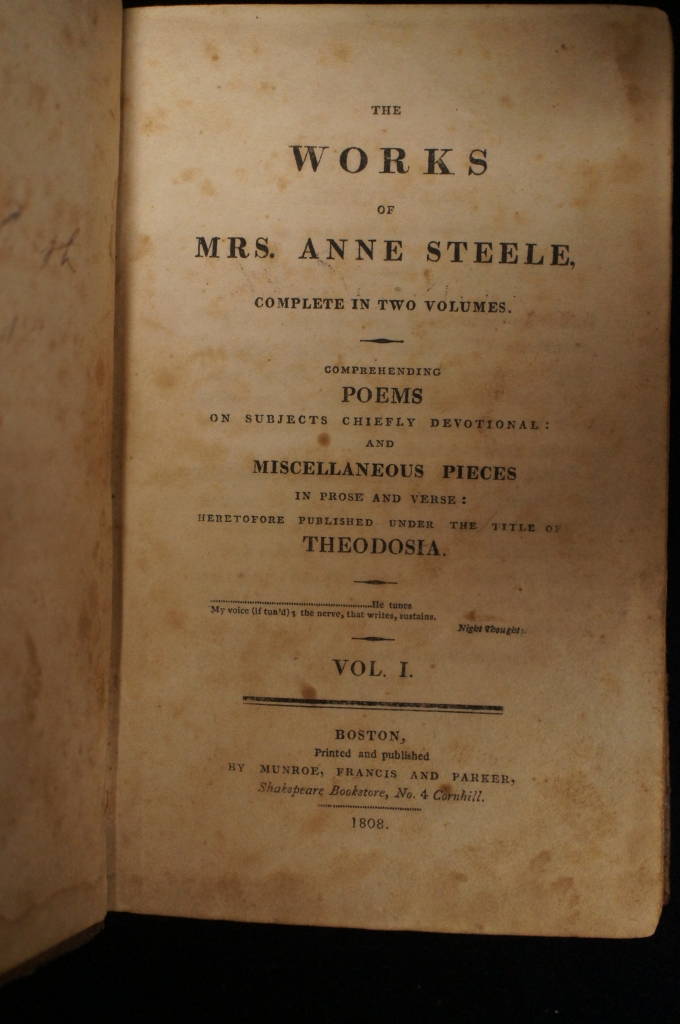 THE
WORKS
OF
MRS. ANNE STEELE,
COMPLETE IN TWO VOLUMES.
COMPREHENDING
POEMS
ON SUBJECTS CHIEFLY DEVOTIONAL:
AND
MISCELLANEOUS PIECES
IN PROSE AND VERSE:
HERETOFORE PUBLISHED UNDER THE TITLE OF
THEODOSIA.
He tunes
My voice (if tun'd); the nerve, that writes, sustains.
Night Thoughts.
VOL. I.
BOSTON,
Printed and published
BY MUNROE, FRANCIS AND PARKER,
Shakspeare Bookstore, No. 4 Cornhill.
1808.